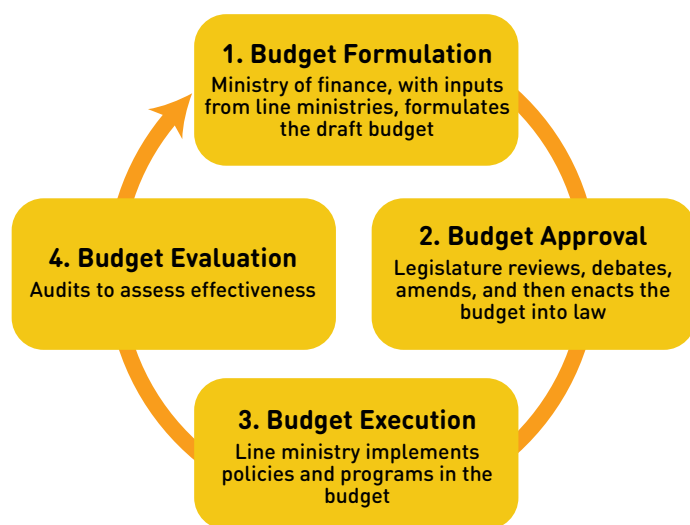 1. Budget Formulation
Ministry of finance, with inputs
from line ministries, formulates
the draft budget
2. Budget Approval
Legislature reviews, debates,
amends, and then enacts the
budget into law
3. Budget Execution
Line ministry implements
policies and programs in the
budget
4. Budget Evaluation
Audits to assess effectiveness